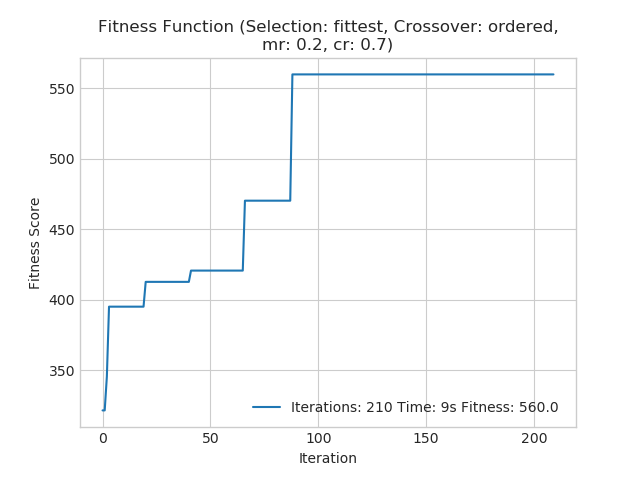 Fitness Function (Selection: fittest, Crossover: ordered,
mr: 0.2, cr: 0.7)
Fitness Score
550
500
450
400
350
Iterations: 210 Time: 9s Fitness: 560.0
0
50
100
150
200
Iteration